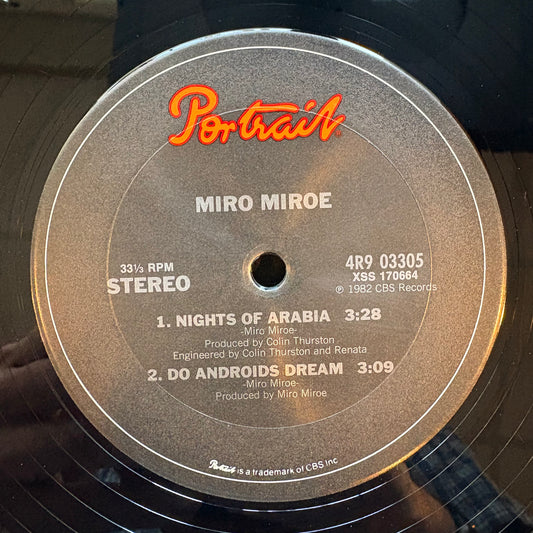 Portrait®
MIRO MIROE
33⅓ RPM
STEREO
4R9 03305
XSS 170664
℗ 1982 CBS Records
1. NIGHTS OF ARABIA 3:28
-Miro Miroe-
Produced by Colin Thurston
Engineered by Colin Thurston and Renata
2. DO ANDROIDS DREAM 3:09
-Miro Miroe-
Produced by Miro Miroe
Portrait is a trademark of CBS Inc